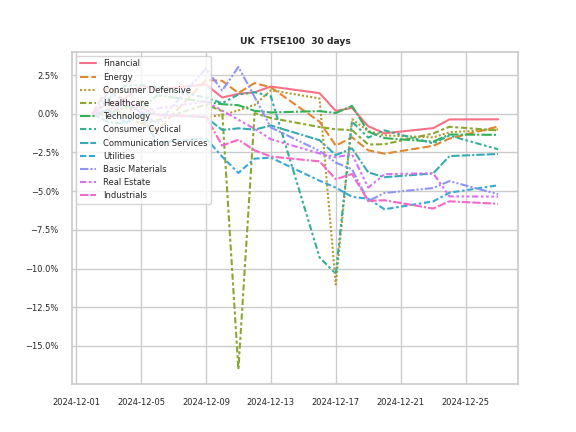 UK FTSE100 30 days
Financial
Energy
Consumer Defensive
Healthcare
Technology
Consumer Cyclical
Communication Services
Utilities
Basic Materials
Real Estate
Industrials
2.5%
0.0%
−2.5%
−5.0%
−7.5%
−10.0%
−12.5%
−15.0%
2024-12-01 2024-12-05 2024-12-09 2024-12-13 2024-12-17 2024-12-21 2024-12-25